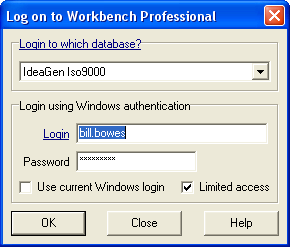 Log on to Workbench Professional
Login to which database?
IdeaGen Iso9000
Login using Windows authentication
Login bill.bowes
Password *********
Use current Windows login Limited access
OK Close Help